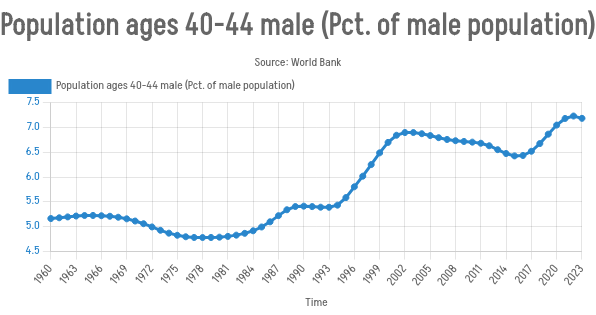 Population ages 40-44 male (Pct. of male population)
Source: World Bank
Population ages 40-44 male (Pct. of male population)
7.5
7.0
6.5
6.0
5.5
5.0
4.5
1960 1963 1966 1969 1972 1975 1978 1981 1984 1987 1990 1993 1996 1999 2002 2005 2008 2011 2014 2017 2020 2023
Time